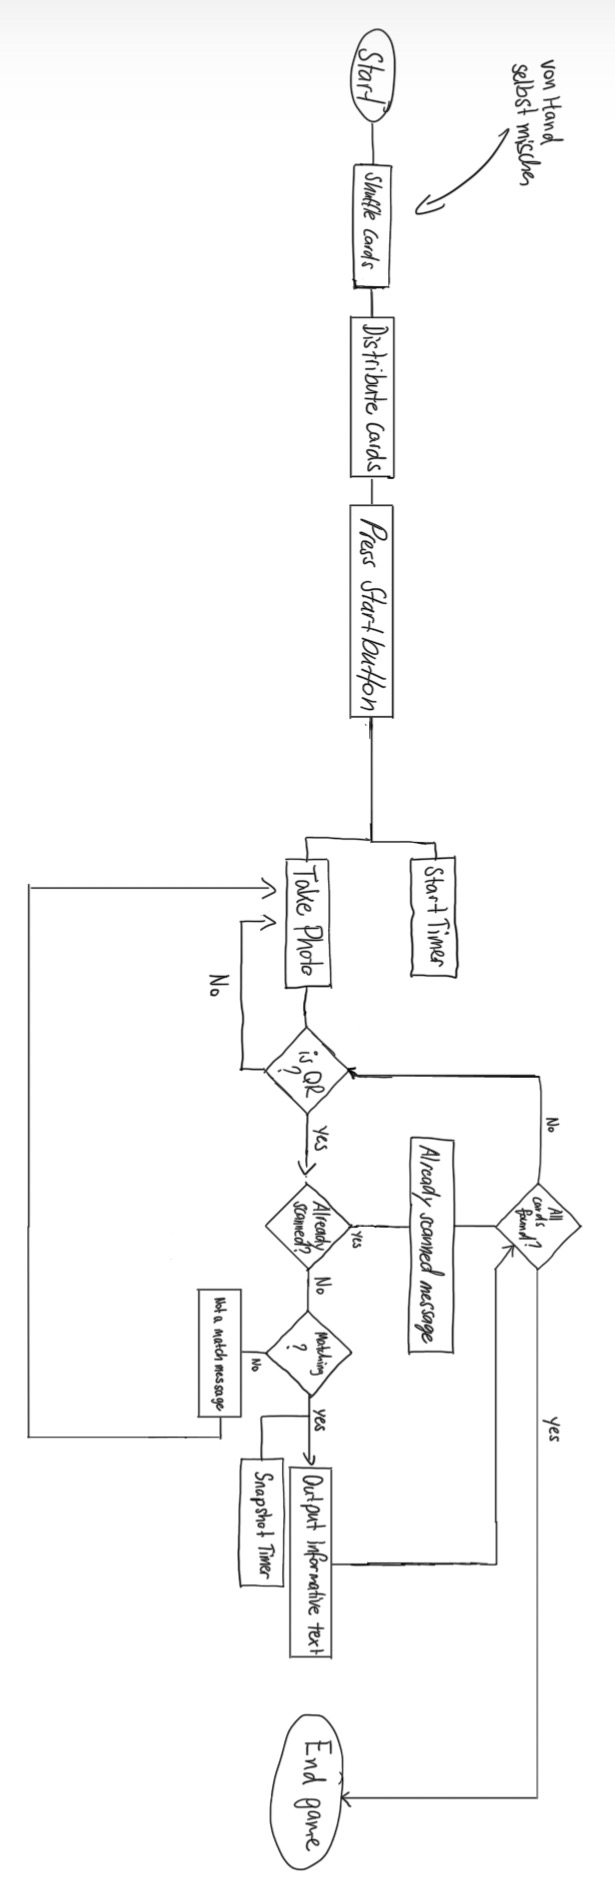 von Hand
selbst mischen
Start
Shuffle Cards
Distribute Cards
Press Startbutton
Start Timer
Take Photo
No
is QR
?
yes
No
All
cards
found?
yes
Already scanned message
yes
Already
scanned?
No
Matching
?
No
Not a match message
yes
Output informative text
Snapshot Timer
End game